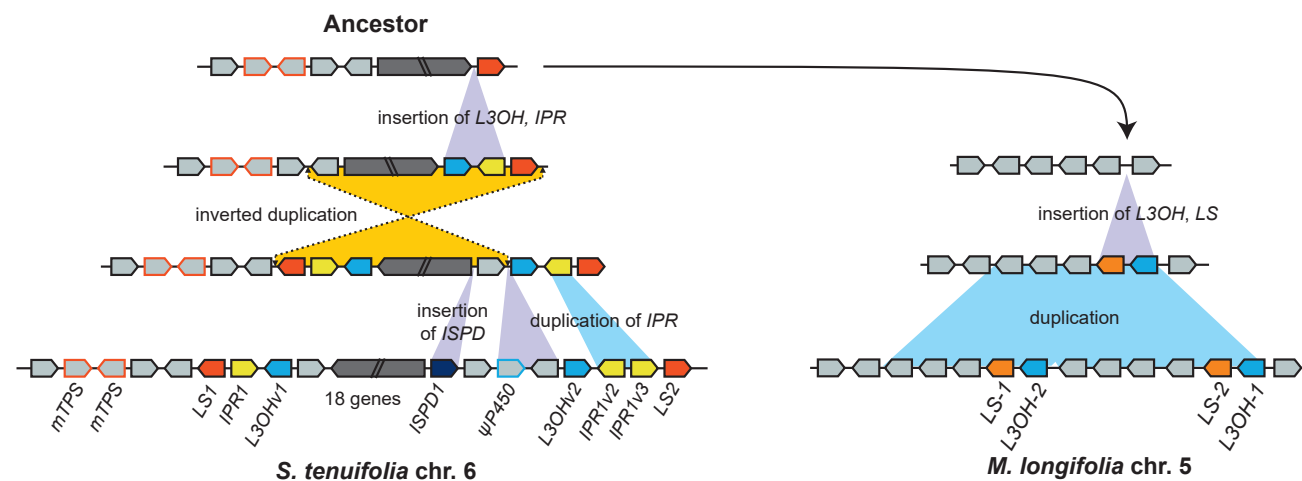 Ancestor
insertion of L3OH, IPR
inverted duplication
insertion of L3OH, LS
insertion
of ISPD
duplication of IPR
duplication
mTPS
mTPS
LS1
IPR1
L3OHv1
18 genes
ISPD1
ψP450
L3OHv2
IPR1v2
IPR1v3
LS2
LS-1
L3OH-2
LS-2
L3OH-1
S. tenuifolia chr. 6
M. longifolia chr. 5